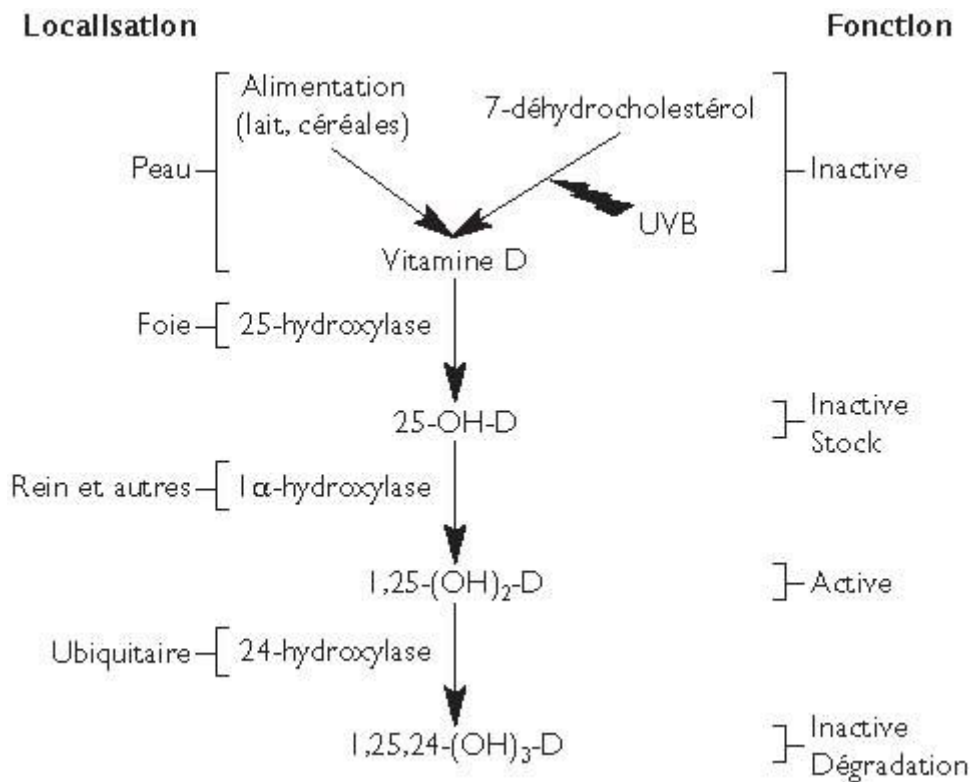 Localisation
Fonction
Alimentation
(lait, céréales)
7-déhydrocholestérol
Peau
Inactive
UVB
Vitamine D
Foie
25-hydroxylase
25-OH-D
Inactive
Stock
Rein et autres
1α-hydroxylase
1,25-(OH)₂-D
Active
Ubiquitaire
24-hydroxylase
1,25,24-(OH)₃-D
Inactive
Dégradation